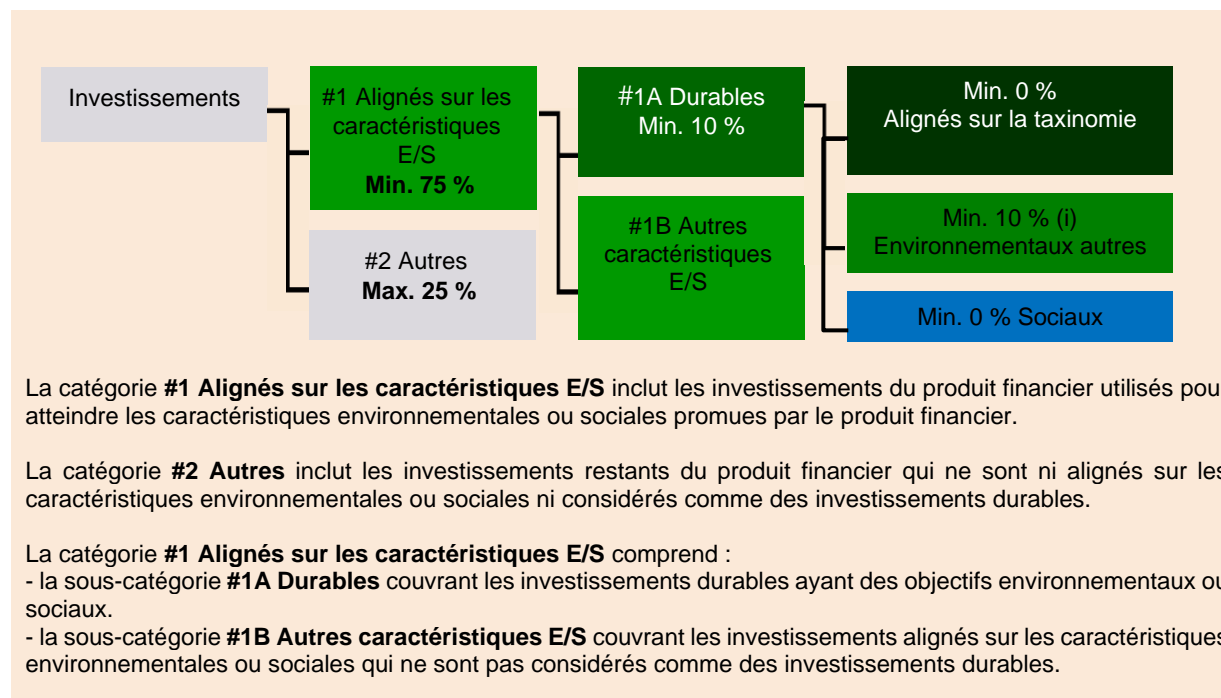 Investissements
#1 Alignés sur les
caractéristiques
E/S
Min. 75 %
#2 Autres
Max. 25 %
#1A Durables
Min. 10 %
#1B Autres
caractéristiques
E/S
Min. 0 %
Alignés sur la taxinomie
Min. 10 % (i)
Environnementaux autres
Min. 0 % Sociaux
La catégorie #1 Alignés sur les caractéristiques E/S inclut les investissements du produit financier utilisés pou
atteindre les caractéristiques environnementales ou sociales promues par le produit financier.
La catégorie #2 Autres inclut les investissements restants du produit financier qui ne sont ni alignés sur les
caractéristiques environnementales ou sociales ni considérés comme des investissements durables.
La catégorie #1 Alignés sur les caractéristiques E/S comprend :
- la sous-catégorie #1A Durables couvrant les investissements durables ayant des objectifs environnementaux ou
sociaux.
- la sous-catégorie #1B Autres caractéristiques E/S couvrant les investissements alignés sur les caractéristiques
environnementales ou sociales qui ne sont pas considérés comme des investissements durables.